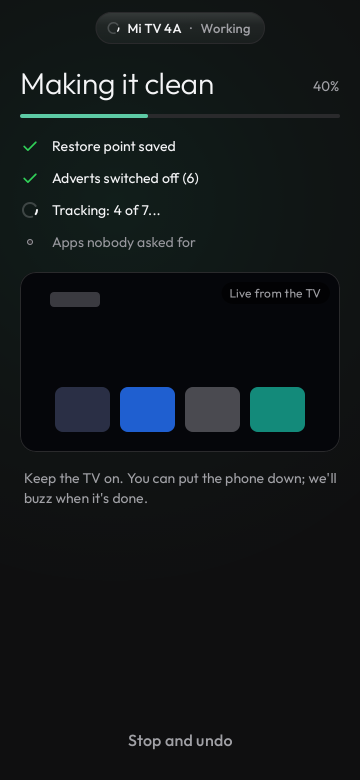 Mi TV 4A · Working
Making it clean
40%
Restore point saved
Adverts switched off (6)
Tracking: 4 of 7...
Apps nobody asked for
Live from the TV
Keep the TV on. You can put the phone down; we'll
buzz when it's done.
Stop and undo